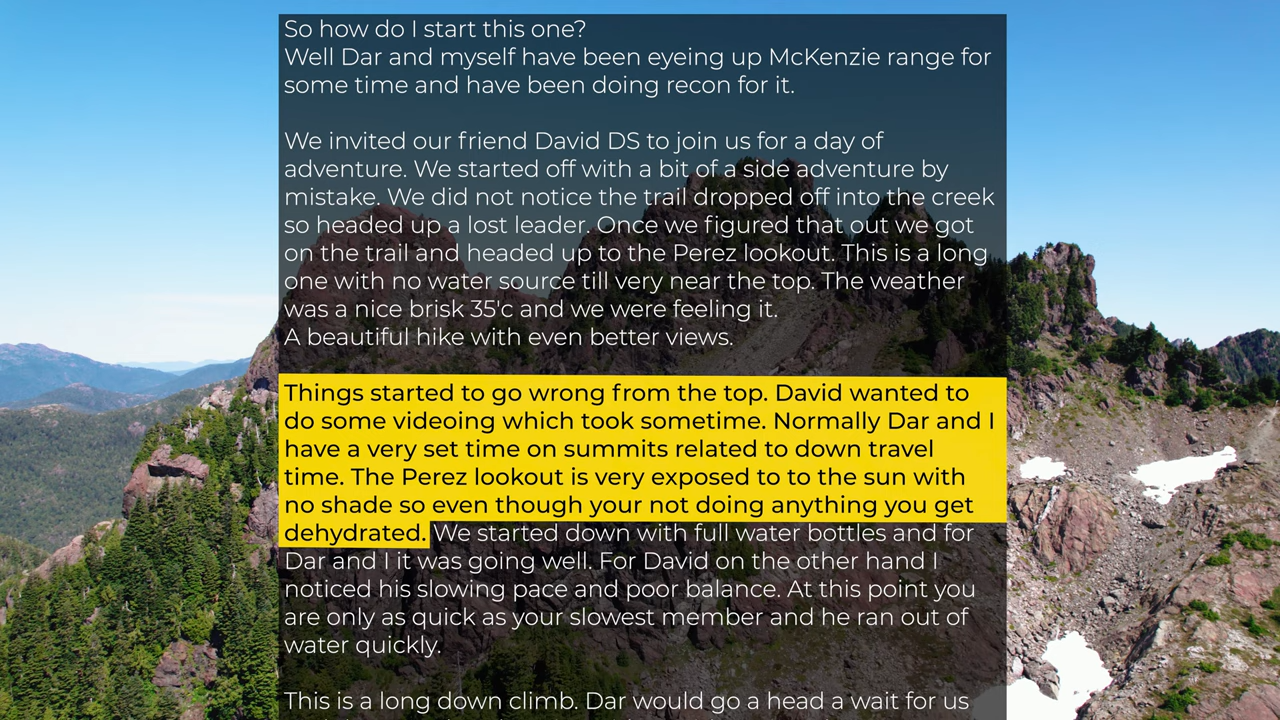 So how do I start this one?
Well Dar and myself have been eyeing up McKenzie range for
some time and have been doing recon for it.
We invited our friend David DS to join us for a day of
adventure. We started off with a bit of a side adventure by
mistake. We did not notice the trail dropped off into the creek
so headed up a lost leader. Once we figured that out we got
on the trail and headed up to the Perez lookout. This is a long
one with no water source till very near the top. The weather
was a nice brisk 35'c and we were feeling it.
A beautiful hike with even better views.
Things started to go wrong from the top. David wanted to
do some videoing which took sometime. Normally Dar and I
have a very set time on summits related to down travel
time. The Perez lookout is very exposed to to the sun with
no shade so even though your not doing anything you get
dehydrated. We started down with full water bottles and for
Dar and I it was going well. For David on the other hand I
noticed his slowing pace and poor balance. At this point you
are only as quick as your slowest member and he ran out of
water quickly.
This is a long down climb. Dar would go a head a wait for us